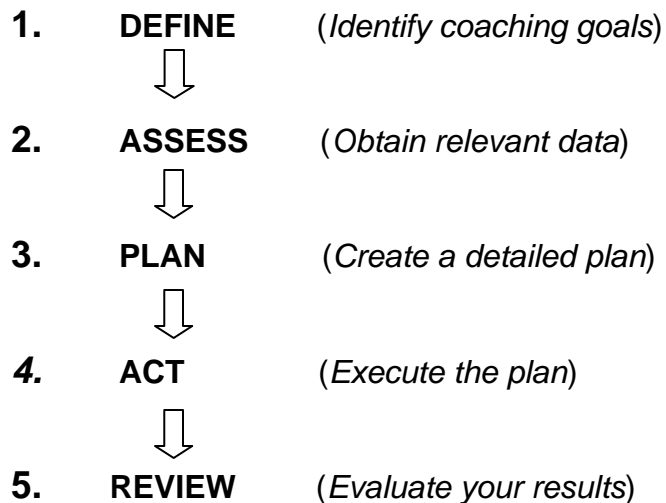 1. DEFINE (Identify coaching goals)
2. ASSESS (Obtain relevant data)
3. PLAN (Create a detailed plan)
4. ACT (Execute the plan)
5. REVIEW (Evaluate your results)